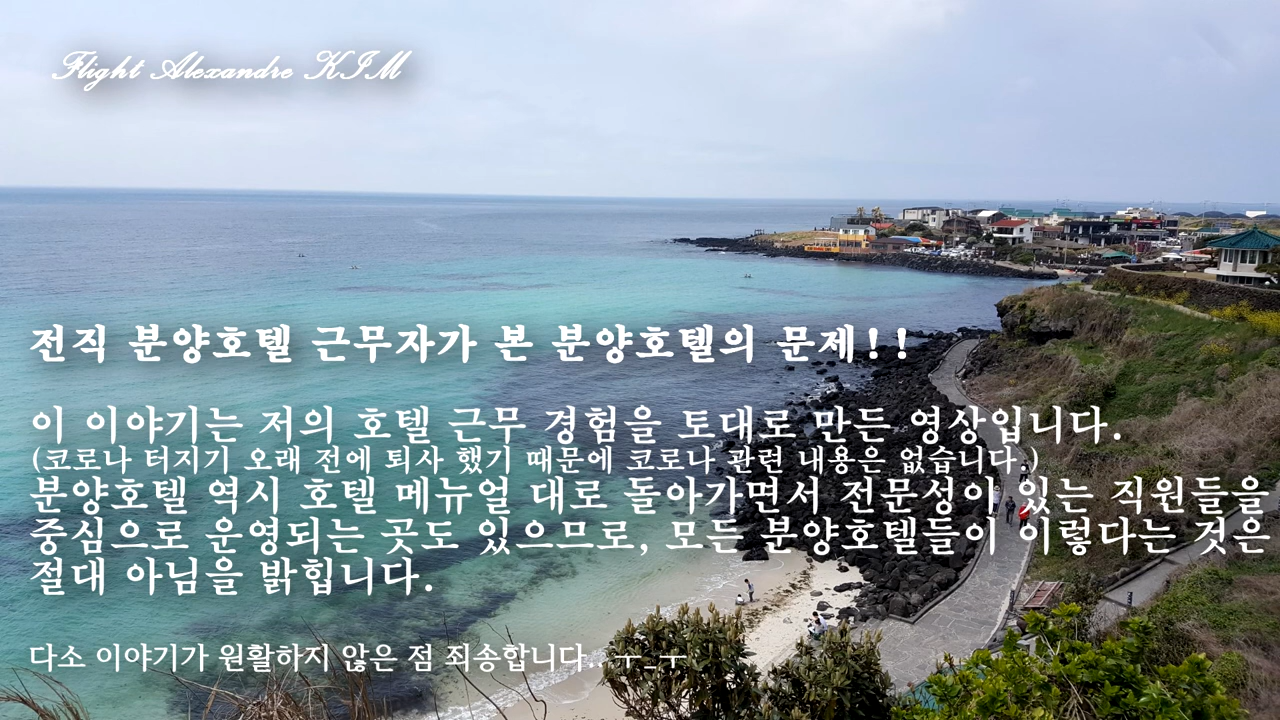 Flight Alexandre KIM
전직 분양호텔 근무자가 본 분양호텔의 문제!!
이 이야기는 저의 호텔 근무 경험을 토대로 만든 영상입니다.
(코로나 터지기 오래 전에 퇴사 했기 때문에 코로나 관련 내용은 없습니다.)
분양호텔 역시 호텔 메뉴얼 대로 돌아가면서 전문성이 있는 직원들을
중심으로 운영되는 곳도 있으므로, 모든 분양호텔들이 이렇다는 것은
절대 아님을 밝힙니다.
다소 이야기가 원활하지 않은 점 죄송합니다.. ㅜ_ㅜ